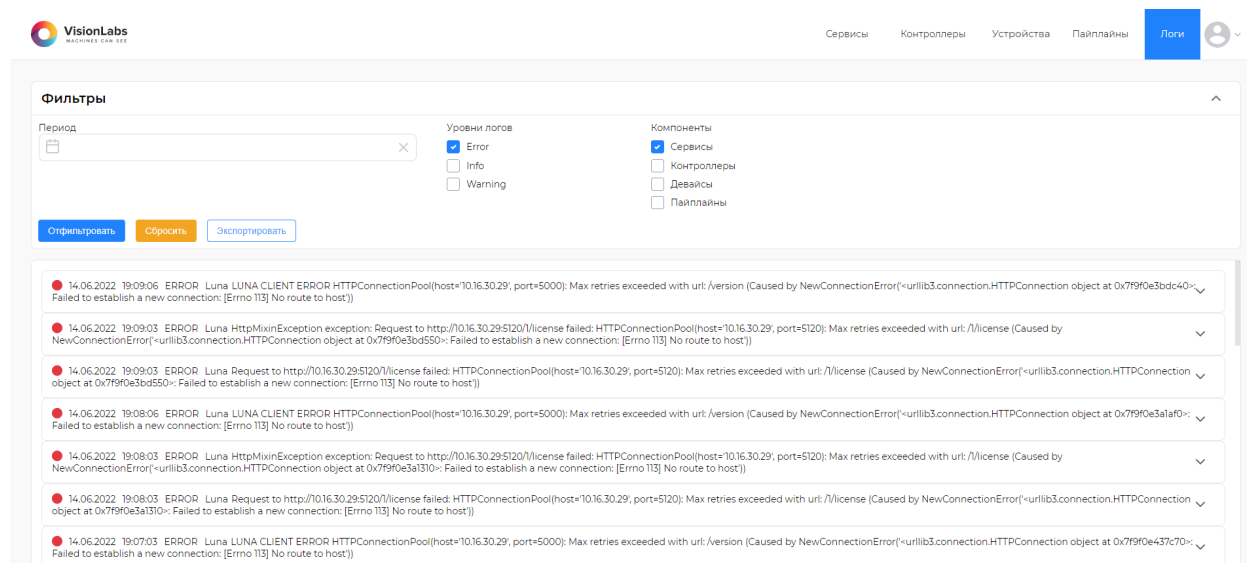 VisionLabs
MACHINES CAN SEE
Сервисы Контроллеры Устройства Пайплайны Логи
Фильтры
Период Уровни логов Компоненты
Error Сервисы
Info Контроллеры
Warning Девайсы
Пайплайны
Отфильтровать Сбросить Экспортировать
14.06.2022 19:09:06 ERROR Luna LUNA CLIENT ERROR HTTPConnectionPool(host='10.16.30.29', port=5000): Max retries exceeded with url: /version (Caused by NewConnectionError('<urllib3.connection.HTTPConnection object at 0x7f9f0e3bdc40>:
Failed to establish a new connection: [Errno 113] No route to host'))
14.06.2022 19:09:03 ERROR Luna HttpMixinException exception: Request to http://10.16.30.29:5120/1/license failed: HTTPConnectionPool(host='10.16.30.29', port=5120): Max retries exceeded with url: /1/license (Caused by
NewConnectionError('<urllib3.connection.HTTPConnection object at 0x7f9f0e3bd550>: Failed to establish a new connection: [Errno 113] No route to host'))
14.06.2022 19:09:03 ERROR Luna Request to http://10.16.30.29:5120/1/license failed: HTTPConnectionPool(host='10.16.30.29', port=5120): Max retries exceeded with url: /1/license (Caused by NewConnectionError('<urllib3.connection.HTTPConnection
object at 0x7f9f0e3bd550>: Failed to establish a new connection: [Errno 113] No route to host'))
14.06.2022 19:08:06 ERROR Luna LUNA CLIENT ERROR HTTPConnectionPool(host='10.16.30.29', port=5000): Max retries exceeded with url: /version (Caused by NewConnectionError('<urllib3.connection.HTTPConnection object at 0x7f9f0e3a1af0>:
Failed to establish a new connection: [Errno 113] No route to host'))
14.06.2022 19:08:03 ERROR Luna HttpMixinException exception: Request to http://10.16.30.29:5120/1/license failed: HTTPConnectionPool(host='10.16.30.29', port=5120): Max retries exceeded with url: /1/license (Caused by
NewConnectionError('<urllib3.connection.HTTPConnection object at 0x7f9f0e3a1310>: Failed to establish a new connection: [Errno 113] No route to host'))
14.06.2022 19:08:03 ERROR Luna Request to http://10.16.30.29:5120/1/license failed: HTTPConnectionPool(host='10.16.30.29', port=5120): Max retries exceeded with url: /1/license (Caused by NewConnectionError('<urllib3.connection.HTTPConnection
object at 0x7f9f0e3a1310>: Failed to establish a new connection: [Errno 113] No route to host'))
14.06.2022 19:07:03 ERROR Luna LUNA CLIENT ERROR HTTPConnectionPool(host='10.16.30.29', port=5000): Max retries exceeded with url: /version (Caused by NewConnectionError('<urllib3.connection.HTTPConnection object at 0x7f9f0e437c70>:
Failed to establish a new connection: [Errno 113] No route to host'))